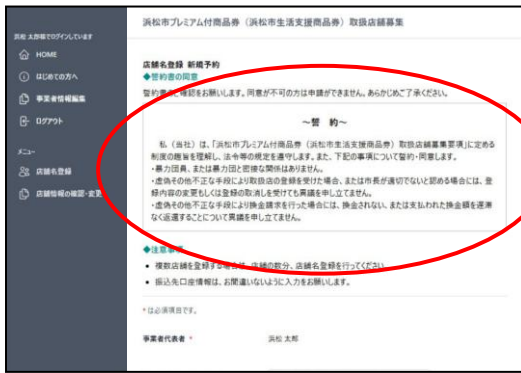 浜松市プレミアム付商品券（浜松市生活支援商品券）取扱店舗募集
浜松 太郎様でログインしています
HOME
はじめての方へ
事業者情報編集
ログアウト
メニュー
店舗名登録
店舗情報の確認・変更
店舗名登録 新規予約
◆誓約書の同意
誓約書のご確認をお願いします。同意が不可の方は申請ができません。あらかじめご了承ください。
～誓　約～
私（当社）は、「浜松市プレミアム付商品券（浜松市生活支援商品券）取扱店舗募集要項」に定める
制度の趣旨を理解し、法令等の規定を遵守します。また、下記の事項について誓約・同意します。
・暴力団員、または暴力団と密接な関係はありません。
・虚偽その他不正な手段により取扱店の登録を受けた場合、または市長が適切でないと認める場合には、登
録内容の変更もしくは登録の取消しを受けても異議を申し立てません。
・虚偽その他不正な手段により換金請求を行った場合には、換金されない、または支払われた換金額を遅滞
なく返還することについて異議を申し立てません。
◆注意事項
• 複数店舗を登録する場合は、店舗の数分、店舗名登録を行ってください
• 振込先口座情報は、お間違いないように入力をお願いします。
* は必須項目です。
事業者代表者 * 浜松 太郎